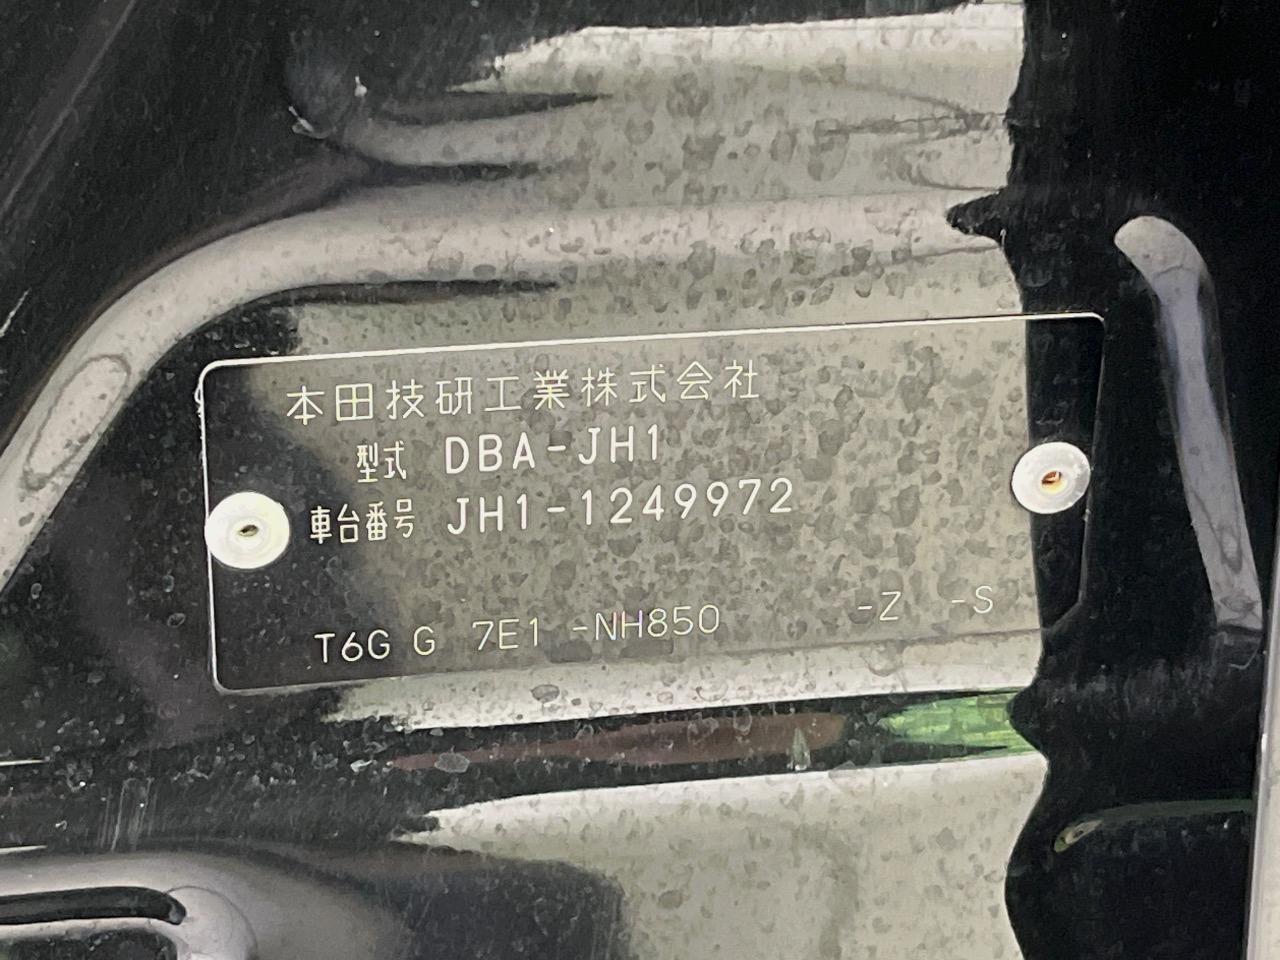 本田技研工業株式会社
型式 DBA-JH1
車台番号 JH1-1249972
T6G G 7E1 -NH850 -Z -S